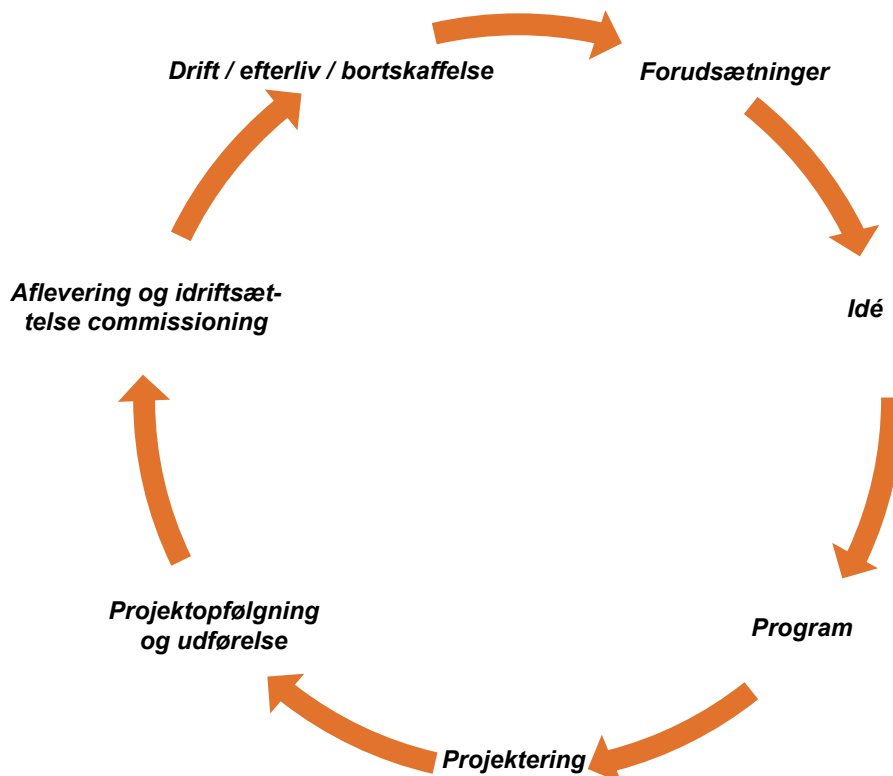 Drift / efterliv / bortskaffelse
Forudsætninger
Idé
Program
Projektering
Projektopfølgning
og udførelse
Aflevering og idriftsæt-
telse commissioning